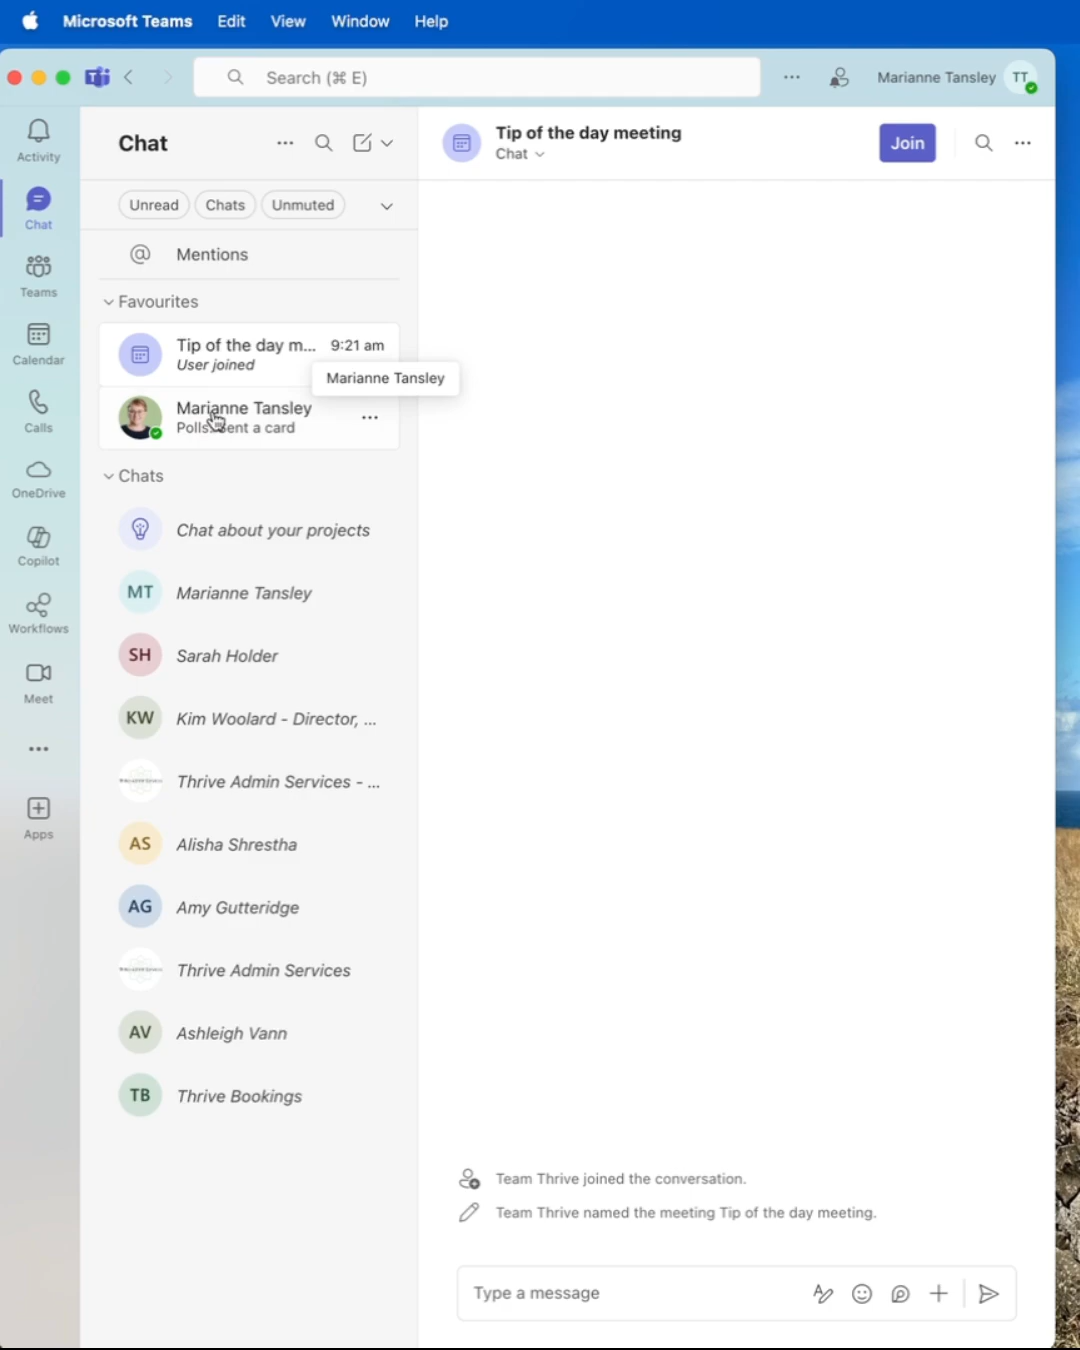 Microsoft Teams Edit View Window Help
Search (⌘ E)
Marianne Tansley TT
Activity
Chat
Teams
Calendar
Calls
OneDrive
Copilot
Workflows
Meet
Apps
Chat
Unread Chats Unmuted
@ Mentions
Favourites
Tip of the day m... 9:21 am
User joined
Marianne Tansley
Marianne Tansley
Polls: sent a card
Chats
Chat about your projects
MT Marianne Tansley
SH Sarah Holder
KW Kim Woolard - Director, ...
Thrive Admin Services - ...
AS Alisha Shrestha
AG Amy Gutteridge
Thrive Admin Services
AV Ashleigh Vann
TB Thrive Bookings
Tip of the day meeting
Chat
Join
Team Thrive joined the conversation.
Team Thrive named the meeting Tip of the day meeting.
Type a message